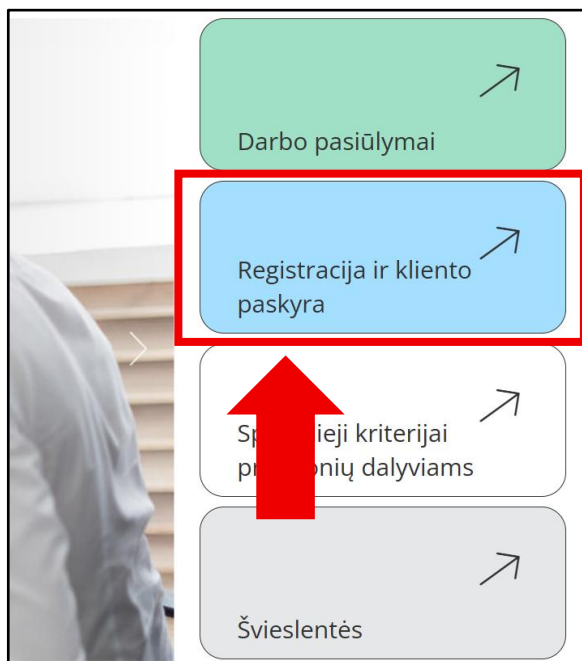 Darbo pasiūlymai
Registracija ir kliento
paskyra
kriterijai
dalyviams
Švieslentės